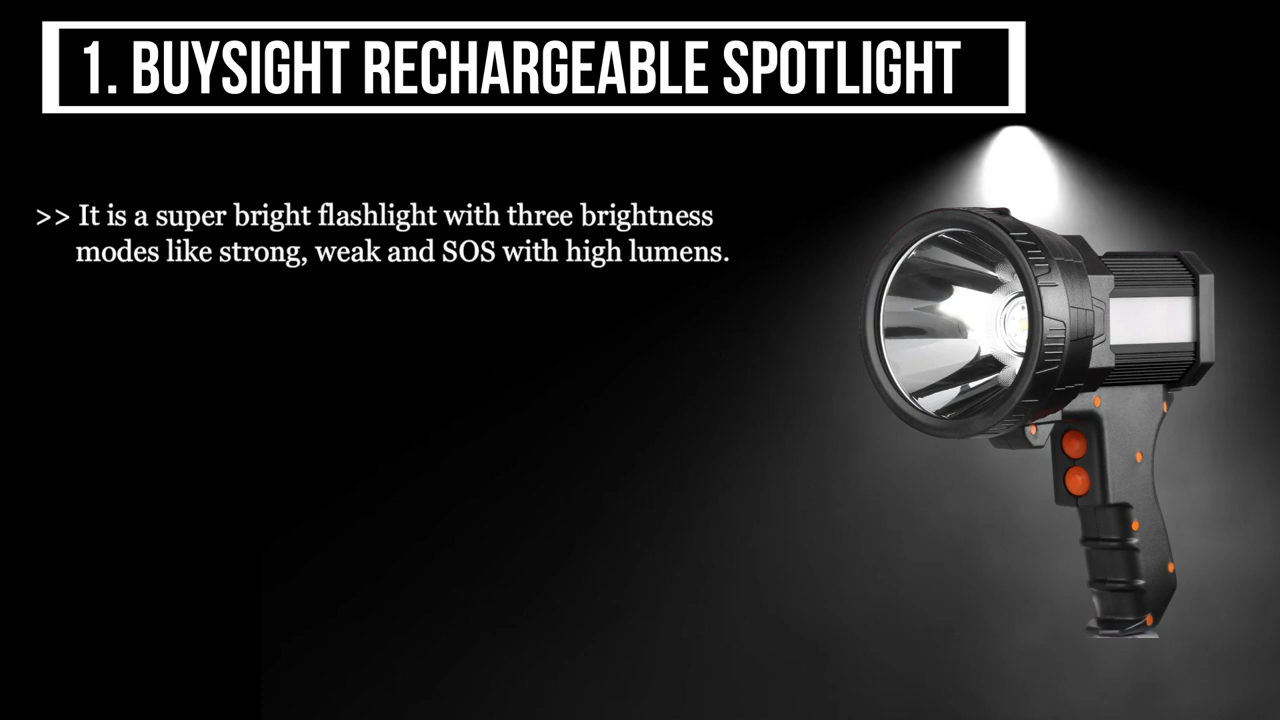 1. BUYSIGHT RECHARGEABLE SPOTLIGHT
>> It is a super bright flashlight with three brightness
modes like strong, weak and SOS with high lumens.